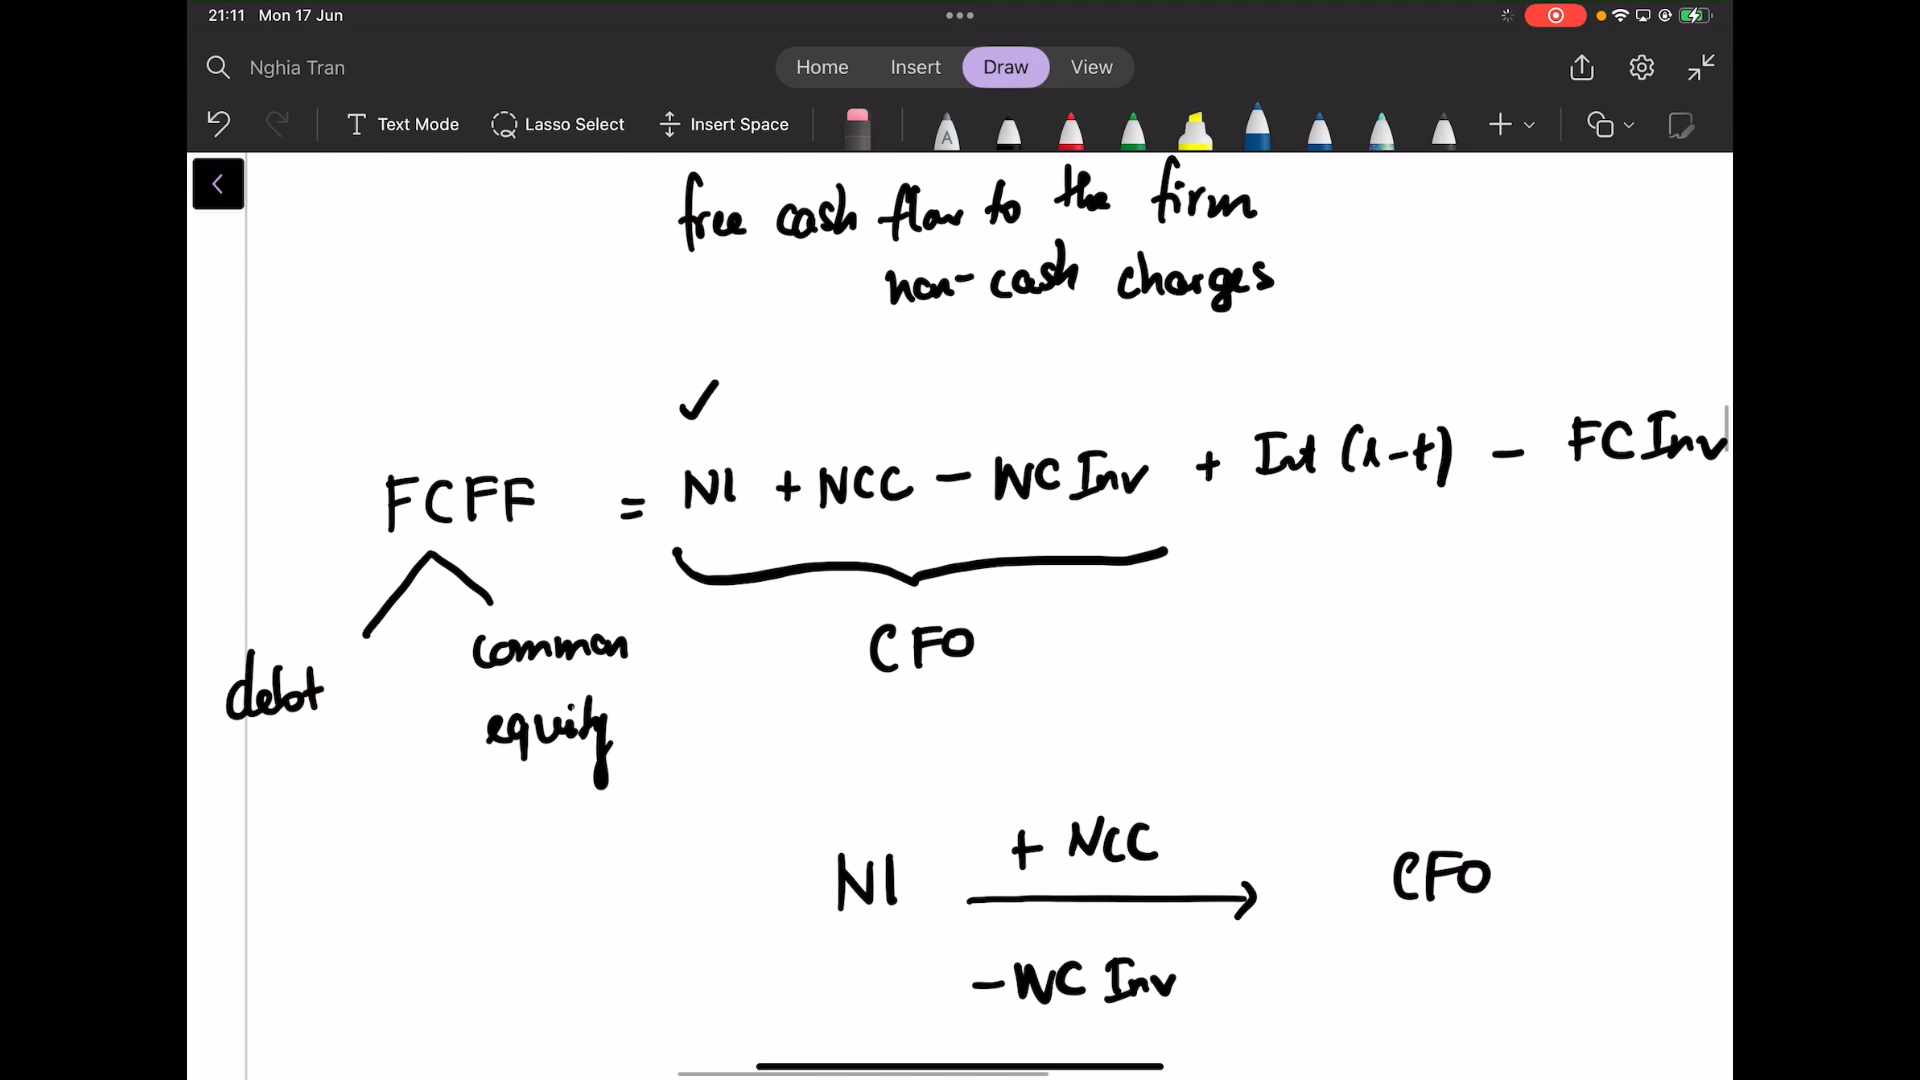 21:11 Mon 17 Jun
Nghia Tran
Home Insert Draw View
Text Mode Lasso Select Insert Space A
free cash flow to the firm
non-cash charges
FCFF = NI + NCC - WC Inv + Int (1-t) - FC Inv
CFO
debt
common
equity
+ NCC
NI CFO
- WC Inv